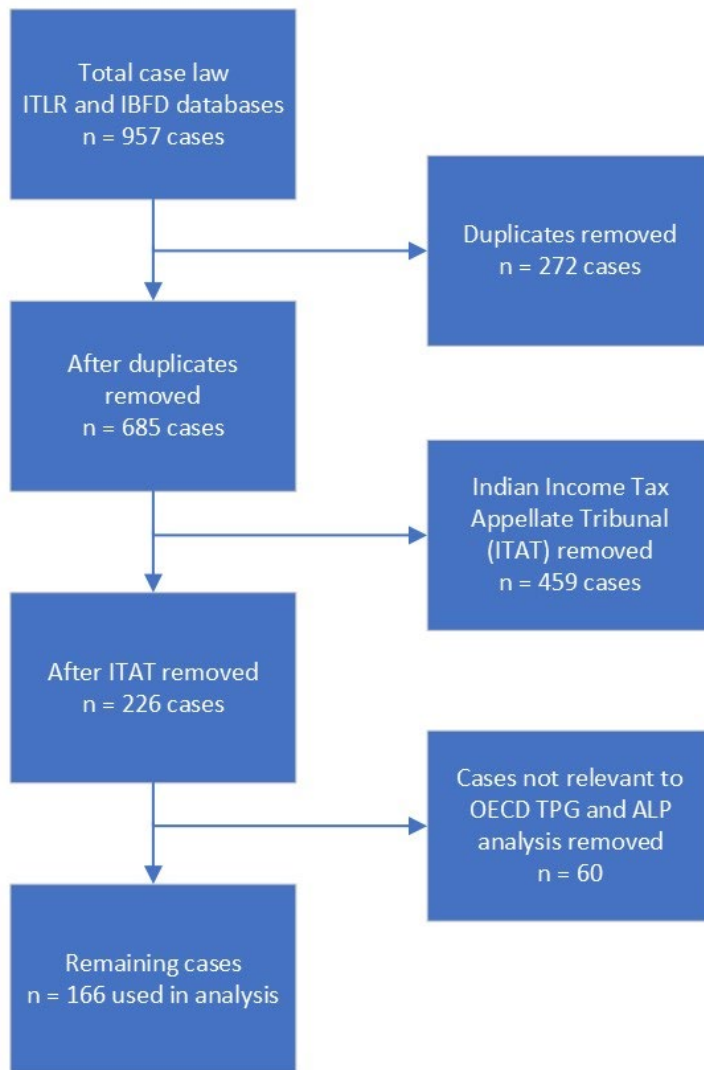 Total case law
ITLR and IBFD databases
n = 957 cases
Duplicates removed
n = 272 cases
After duplicates
removed
n = 685 cases
Indian Income Tax
Appellate Tribunal
(ITAT) removed
n = 459 cases
After ITAT removed
n = 226 cases
Cases not relevant to
OECD TPG and ALP
analysis removed
n = 60
Remaining cases
n = 166 used in analysis